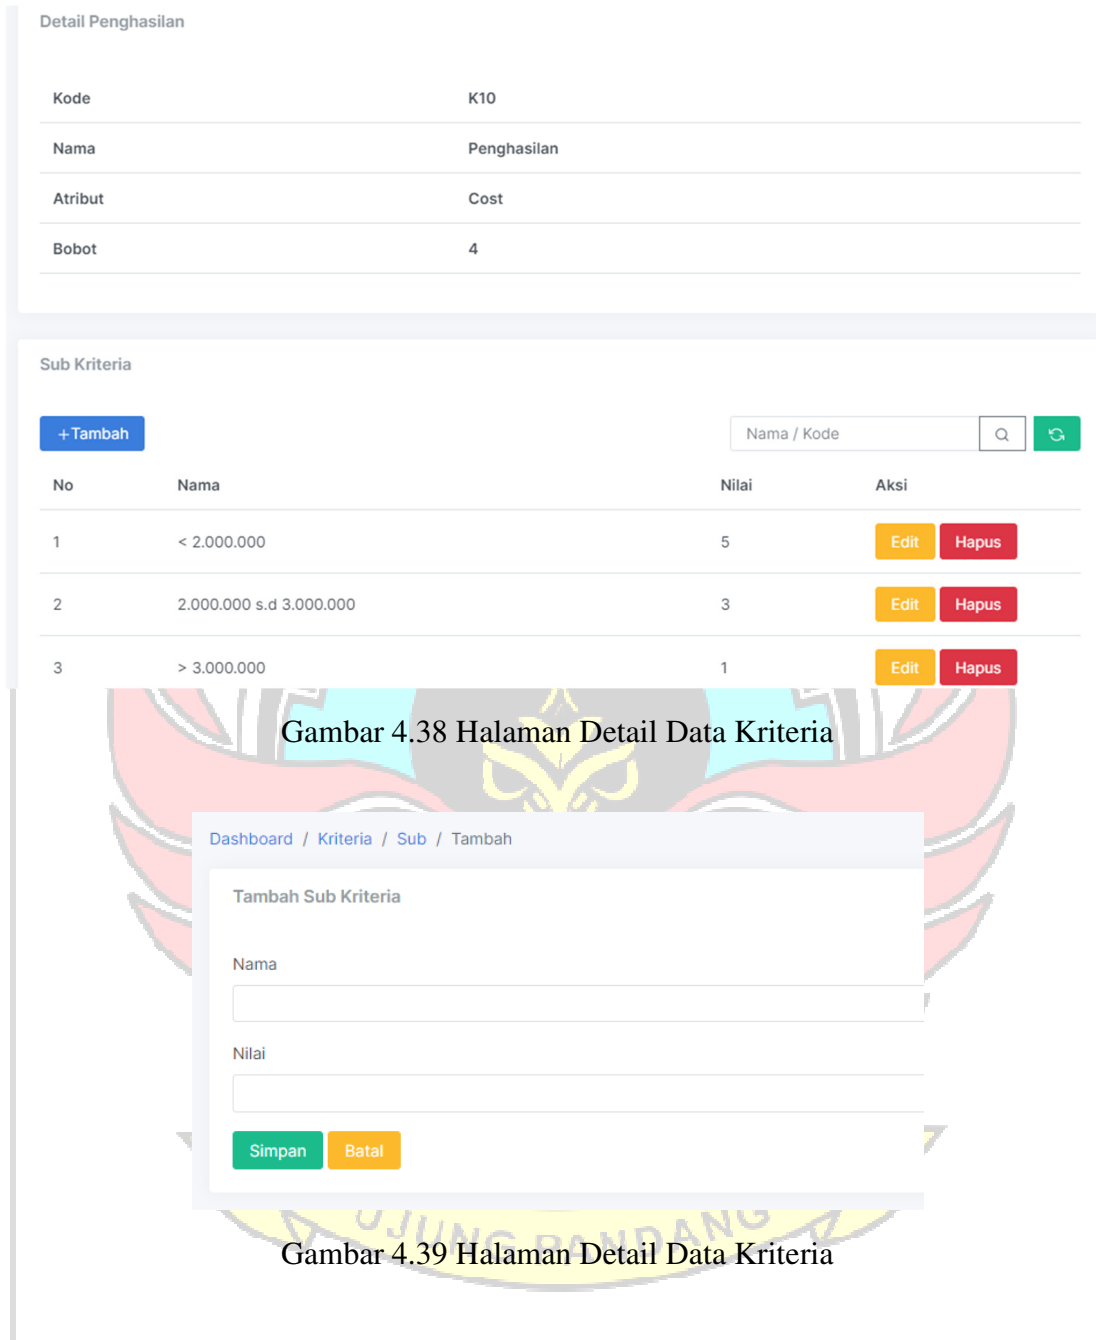 Detail Penghasilan
Kode K10
Nama Penghasilan
Atribut Cost
Bobot 4
Sub Kriteria
+Tambah Nama / Kode
No Nama Nilai Aksi
1 < 2.000.000 5 Edit Hapus
2 2.000.000 s.d 3.000.000 3 Edit Hapus
3 > 3.000.000 1 Edit Hapus
Gambar 4.38 Halaman Detail Data Kriteria
Dashboard / Kriteria / Sub / Tambah
Tambah Sub Kriteria
Nama
Nilai
Simpan Batal
UJUNG PANDANG
Gambar 4.39 Halaman Detail Data Kriteria